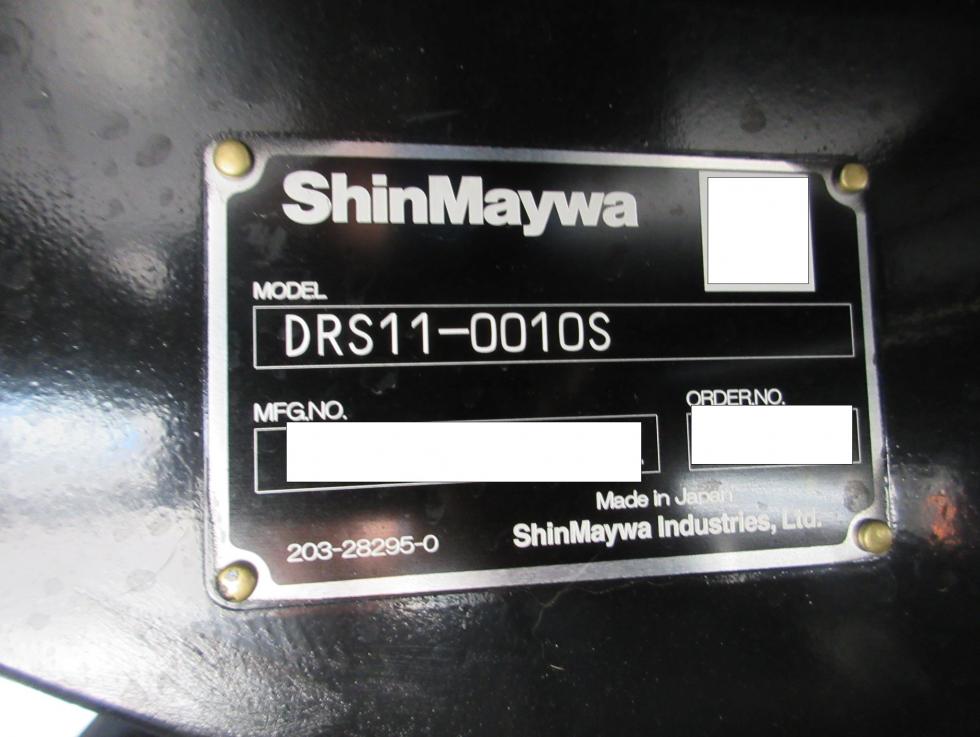 ShinMaywa
MODEL
DRS11-0010S
MFG.NO.
ORDER.NO.
Made in Japan
ShinMaywa Industries, Ltd.
203-28295-0